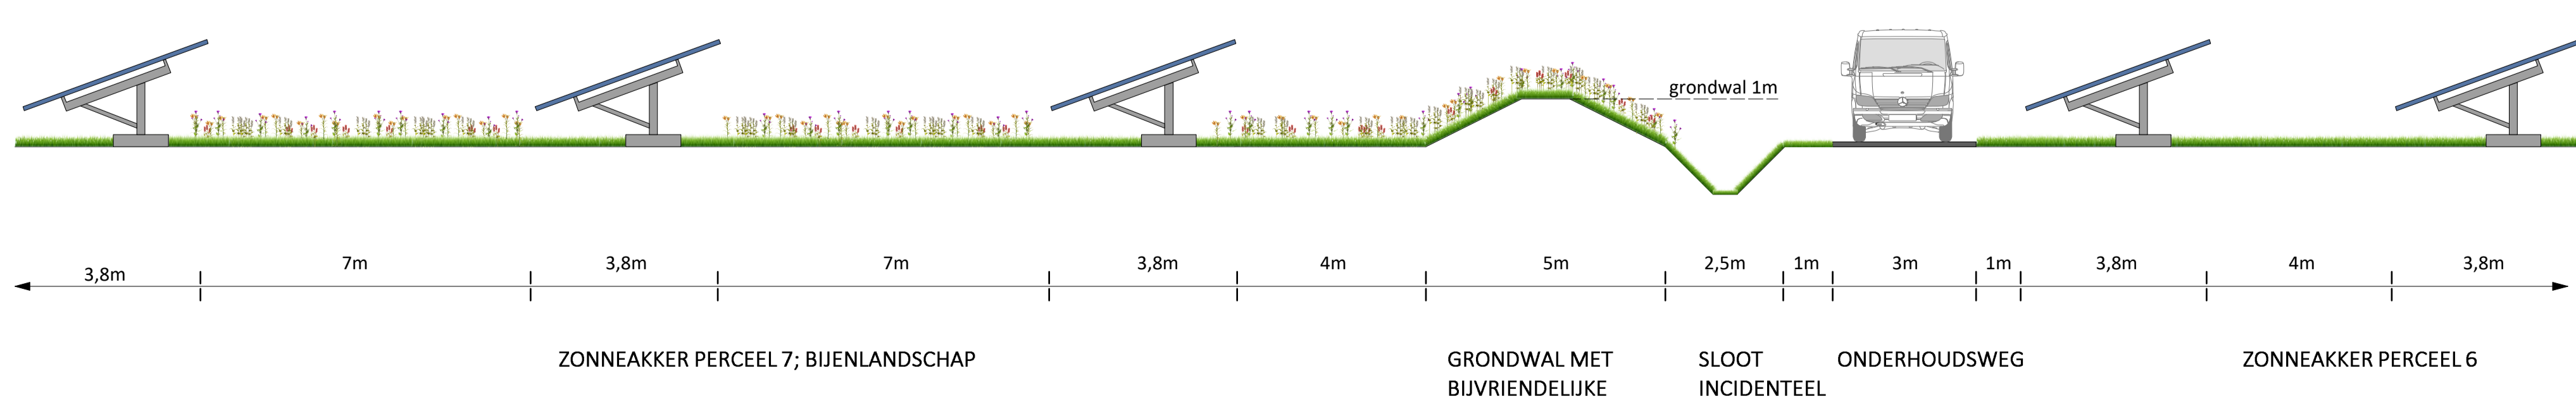 grondwal 1m
3,8m
7m
3,8m
7m
3,8m
4m
5m
2,5m
1m
3m
1m
3,8m
4m
3,8m
ZONNEAKKER PERCEEL 7; BIJENLANDSCHAP
GRONDWAL MET
BIJVRIENDELIJKE
SLOOT
INCIDENTEEL
ONDERHOUDSWEG
ZONNEAKKER PERCEEL 6